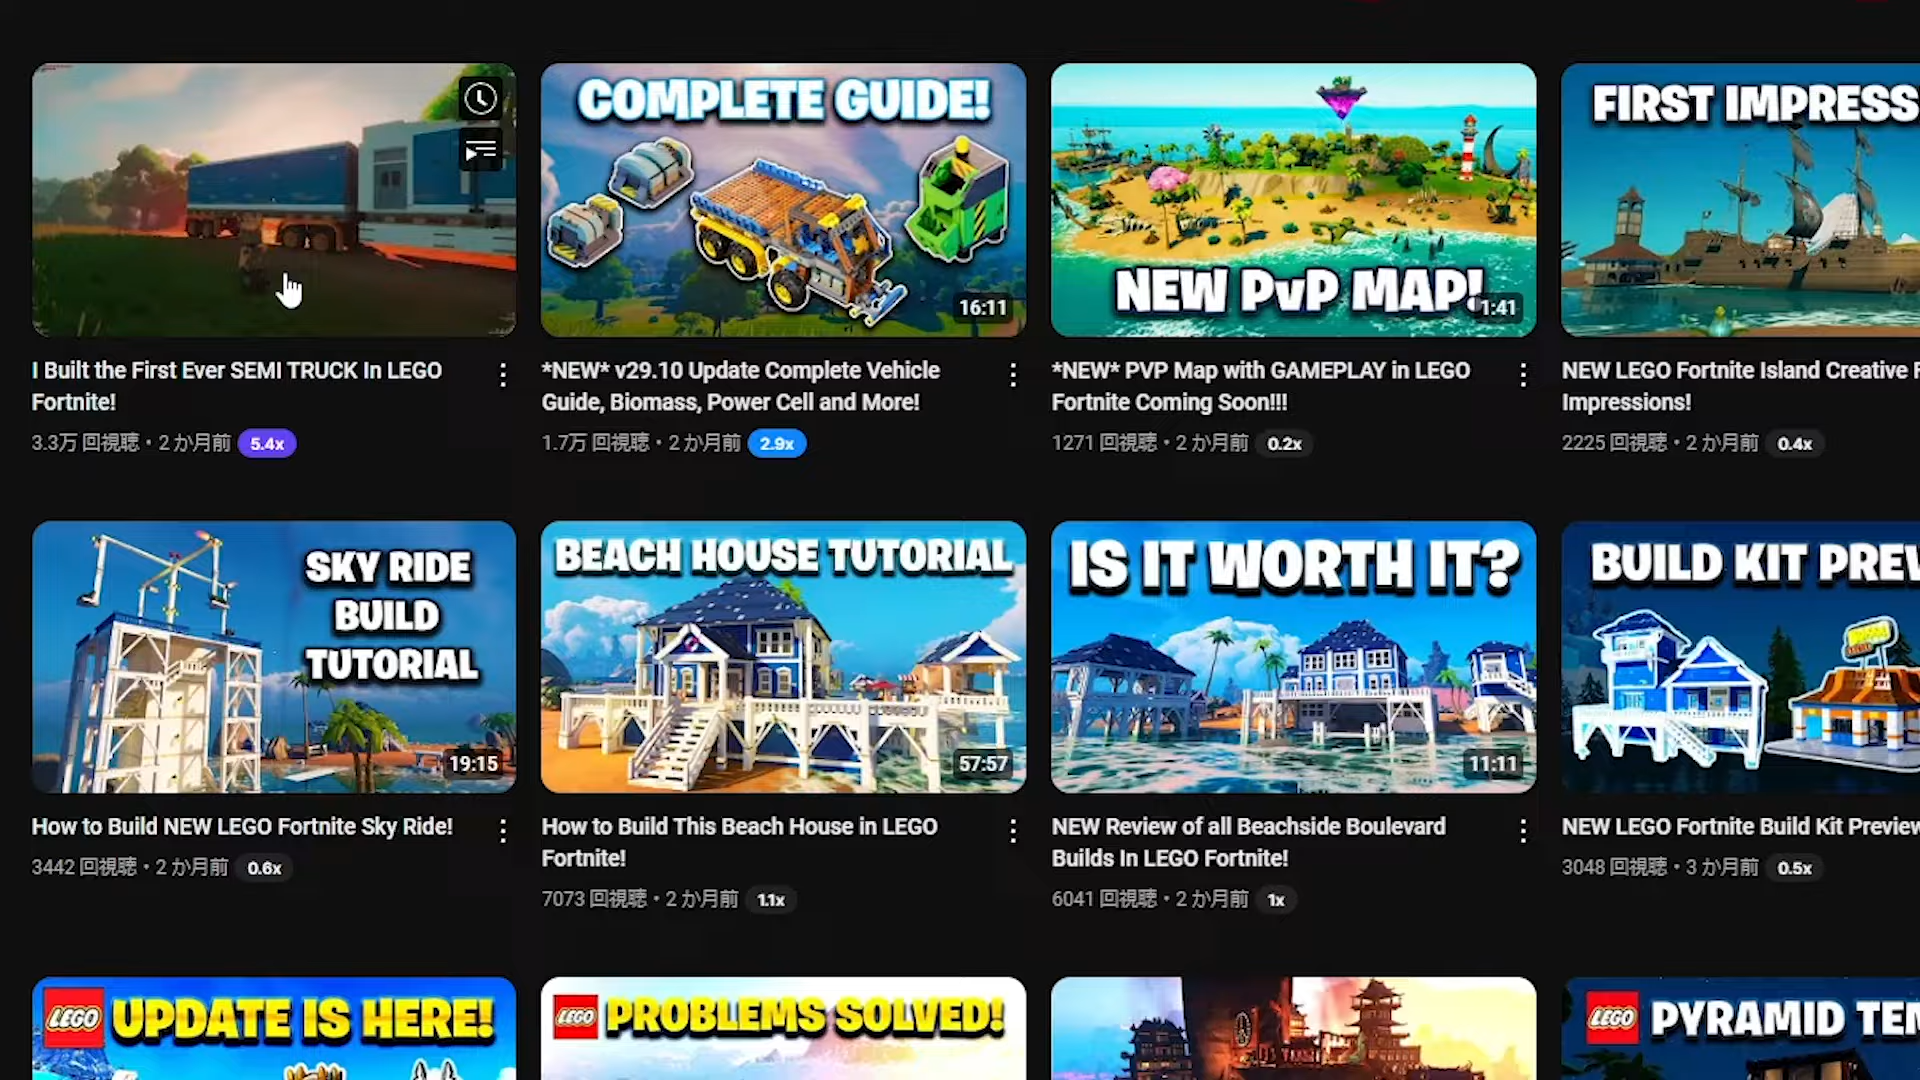 COMPLETE GUIDE!
16:11
NEW PvP MAP!
1:41
FIRST IMPRESS
I Built the First Ever SEMI TRUCK In LEGO
Fortnite!
3.3万 回視聴・2 か月前 5.4x
*NEW* v29.10 Update Complete Vehicle
Guide, Biomass, Power Cell and More!
1.7万 回視聴・2 か月前 2.9x
*NEW* PVP Map with GAMEPLAY in LEGO
Fortnite Coming Soon!!!
1271 回視聴・2 か月前 0.2x
NEW LEGO Fortnite Island Creative F
Impressions!
2225 回視聴・2 か月前 0.4x
SKY RIDE
BUILD
TUTORIAL
19:15
BEACH HOUSE TUTORIAL
57:57
IS IT WORTH IT?
11:11
BUILD KIT PREV
How to Build NEW LEGO Fortnite Sky Ride!
3442 回視聴・2 か月前 0.6x
How to Build This Beach House in LEGO
Fortnite!
7073 回視聴・2 か月前 1.1x
NEW Review of all Beachside Boulevard
Builds In LEGO Fortnite!
6041 回視聴・2 か月前 1x
NEW LEGO Fortnite Build Kit Preview
3048 回視聴・3 か月前 0.5x
LEGO UPDATE IS HERE!
LEGO PROBLEMS SOLVED!
LEGO PYRAMID TEM